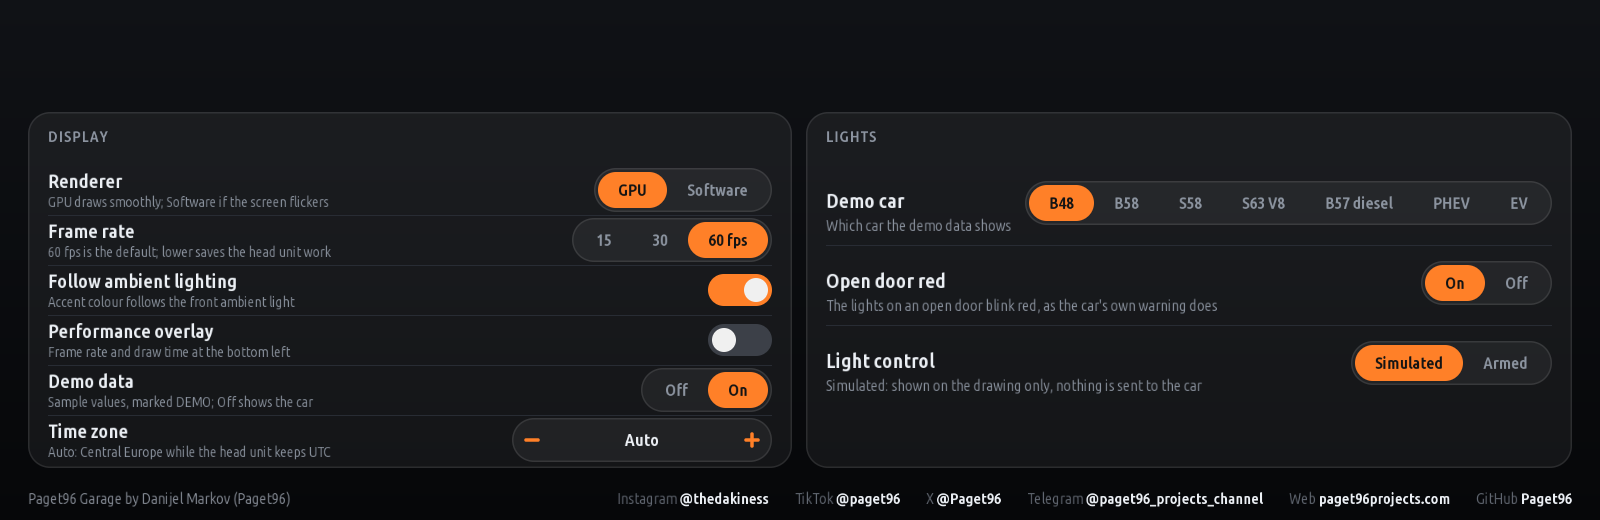 DISPLAY
Renderer
GPU draws smoothly; Software if the screen flickers
GPU Software
Frame rate
60 fps is the default; lower saves the head unit work
15 30 60 fps
Follow ambient lighting
Accent colour follows the front ambient light
Performance overlay
Frame rate and draw time at the bottom left
Demo data
Sample values, marked DEMO; Off shows the car
Off On
Time zone
Auto: Central Europe while the head unit keeps UTC
− Auto +
LIGHTS
Demo car
Which car the demo data shows
B48 B58 S58 S63 V8 B57 diesel PHEV EV
Open door red
The lights on an open door blink red, as the car's own warning does
On Off
Light control
Simulated: shown on the drawing only, nothing is sent to the car
Simulated Armed
Paget96 Garage by Danijel Markov (Paget96)
Instagram @thedakiness TikTok @paget96 X @Paget96 Telegram @paget96_projects_channel Web paget96projects.com GitHub Paget96